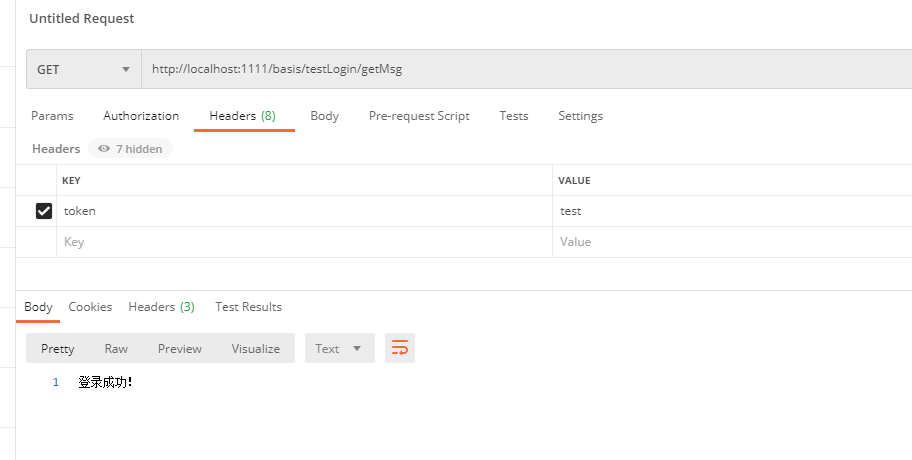 Untitled Request
GET http://localhost:1111/basis/testLogin/getMsg
Params Authorization Headers (8) Body Pre-request Script Tests Settings
Headers 7 hidden
KEY VALUE
token test
Key Value
Body Cookies Headers (3) Test Results
Pretty Raw Preview Visualize Text
1 登录成功!